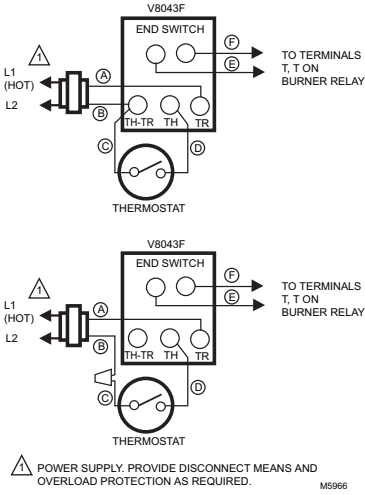 V8043F
END SWITCH
F
E
TO TERMINALS
T, T ON
BURNER RELAY
1
L1
(HOT)
L2
A
B
TH-TR TH TR
C
D
THERMOSTAT
V8043F
END SWITCH
F
E
TO TERMINALS
T, T ON
BURNER RELAY
1
L1
(HOT)
L2
A
B
TH-TR TH TR
C
D
THERMOSTAT
1 POWER SUPPLY. PROVIDE DISCONNECT MEANS AND
OVERLOAD PROTECTION AS REQUIRED.
M5966